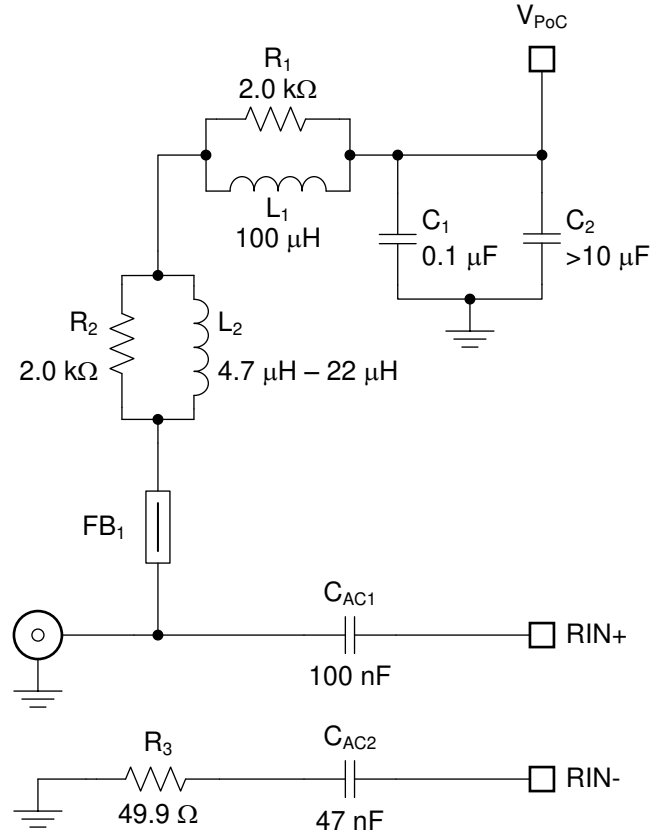 V_PoC
R1
2.0 kΩ
L1
100 μH
C1
0.1 μF
C2
>10 μF
R2
2.0 kΩ
L2
4.7 μH – 22 μH
FB1
CAC1
100 nF
RIN+
R3
49.9 Ω
CAC2
47 nF
RIN-